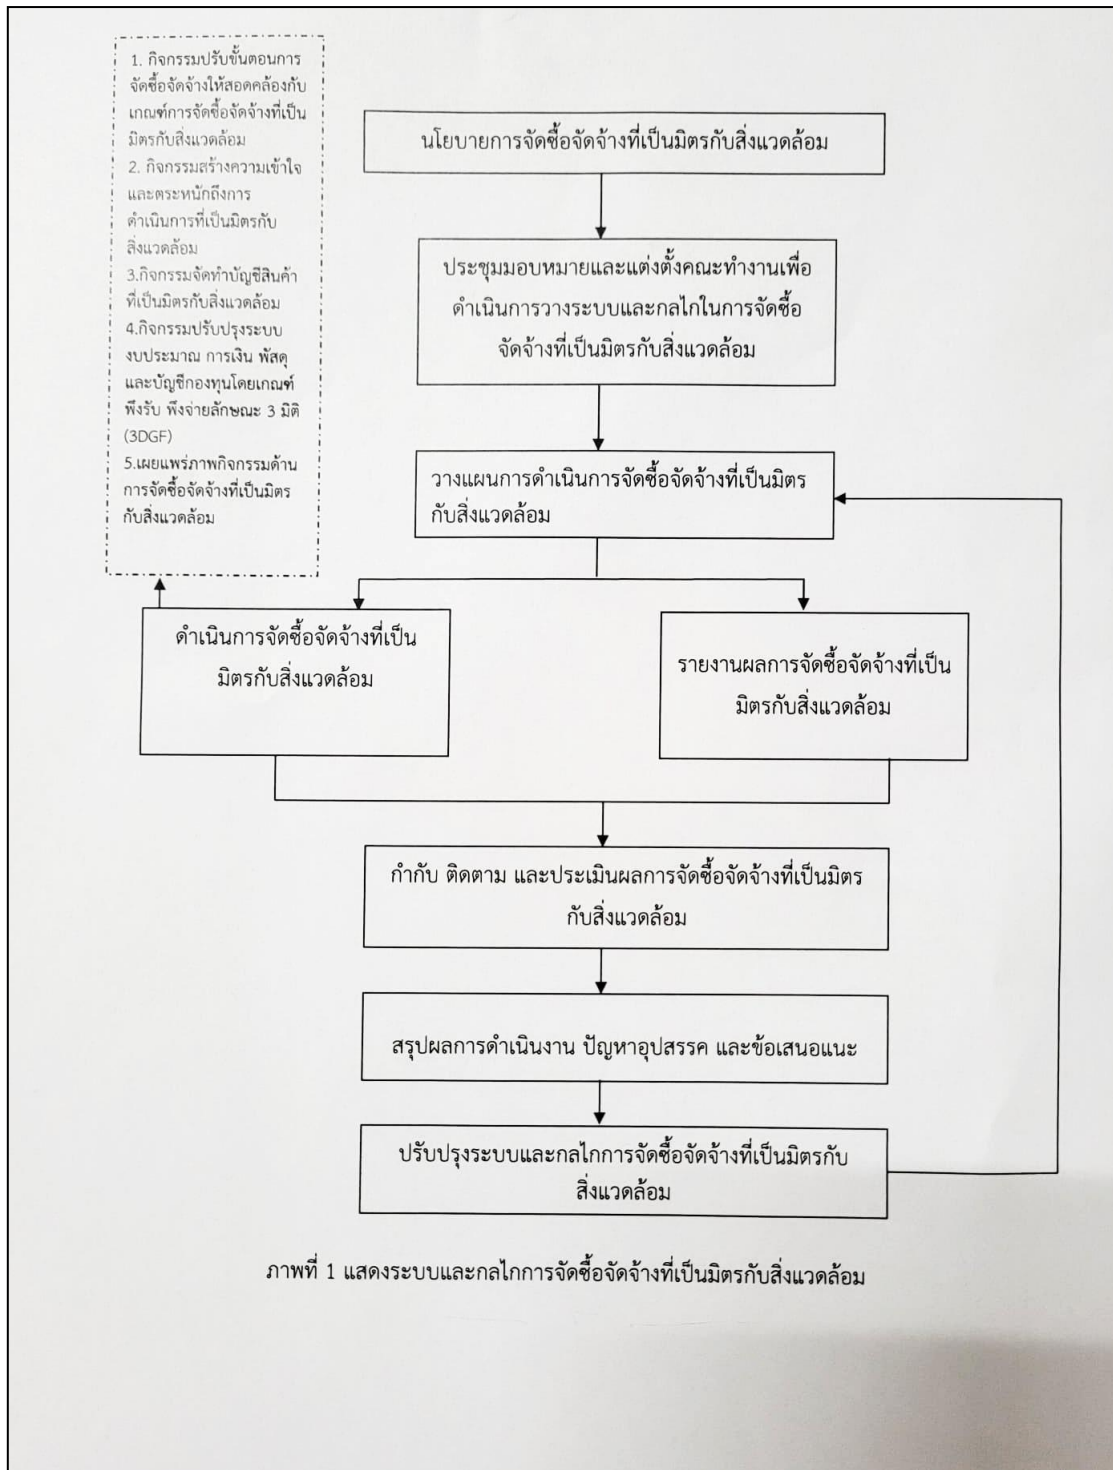 1. กิจกรรมปรับขั้นตอนการ
จัดซื้อจัดจ้างให้สอดคล้องกับ
เกณฑ์การจัดซื้อจัดจ้างที่เป็น
มิตรกับสิ่งแวดล้อม
2. กิจกรรมสร้างความเข้าใจ
และตระหนักถึงการ
ดำเนินการที่เป็นมิตรกับ
สิ่งแวดล้อม
3.กิจกรรมจัดทำบัญชีสินค้า
ที่เป็นมิตรกับสิ่งแวดล้อม
4.กิจกรรมปรับปรุงระบบ
งบประมาณ การเงิน พัสดุ
และบัญชีกองทุนโดยเกณฑ์
พึงรับ พึงจ่ายลักษณะ 3 มิติ
(3DGF)
5.เผยแพร่ภาพกิจกรรมด้าน
การจัดซื้อจัดจ้างที่เป็นมิตร
กับสิ่งแวดล้อม
นโยบายการจัดซื้อจัดจ้างที่เป็นมิตรกับสิ่งแวดล้อม
ประชุมมอบหมายและแต่งตั้งคณะทำงานเพื่อ
ดำเนินการวางระบบและกลไกในการจัดซื้อ
จัดจ้างที่เป็นมิตรกับสิ่งแวดล้อม
วางแผนการดำเนินการจัดซื้อจัดจ้างที่เป็นมิตร
กับสิ่งแวดล้อม
ดำเนินการจัดซื้อจัดจ้างที่เป็น
มิตรกับสิ่งแวดล้อม
รายงานผลการจัดซื้อจัดจ้างที่เป็น
มิตรกับสิ่งแวดล้อม
กำกับ ติดตาม และประเมินผลการจัดซื้อจัดจ้างที่เป็นมิตร
กับสิ่งแวดล้อม
สรุปผลการดำเนินงาน ปัญหาอุปสรรค และข้อเสนอแนะ
ปรับปรุงระบบและกลไกการจัดซื้อจัดจ้างที่เป็นมิตรกับ
สิ่งแวดล้อม
ภาพที่ 1 แสดงระบบและกลไกการจัดซื้อจัดจ้างที่เป็นมิตรกับสิ่งแวดล้อม